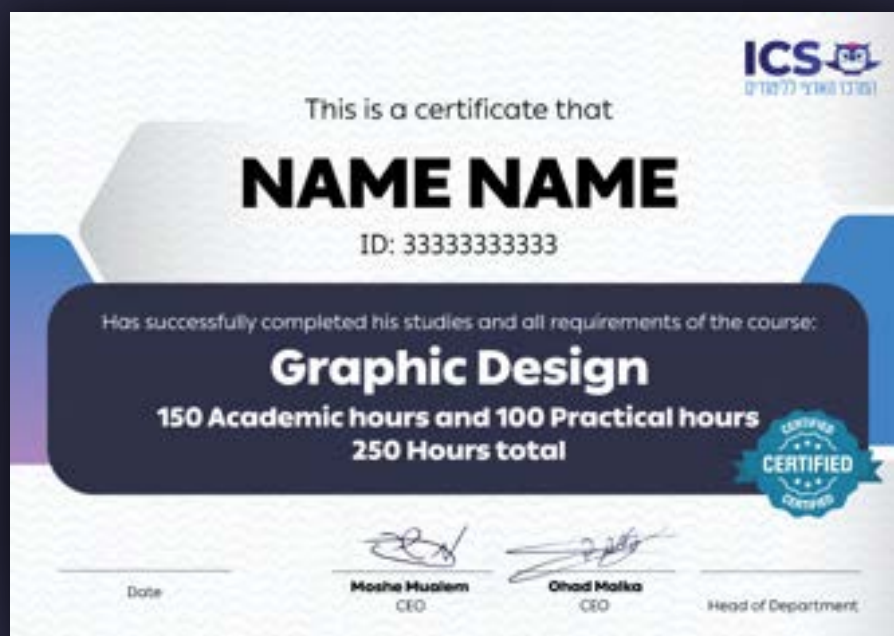 ICS
המרכז הארצי ללימודים
This is a certificate that
NAME NAME
ID: 33333333333
Has successfully completed his studies and all requirements of the course:
Graphic Design
150 Academic hours and 100 Practical hours
250 Hours total
CERTIFIED
CERTIFIED
CERTIFIED
Date
Moshe Mualem
CEO
Ohad Malka
CEO
Head of Department